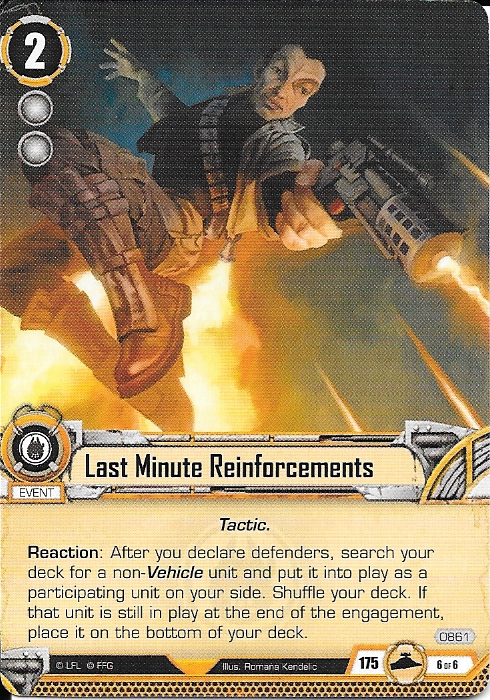 2
Last Minute Reinforcements
EVENT
Tactic.
Reaction: After you declare defenders, search your
deck for a non-Vehicle unit and put it into play as a
participating unit on your side. Shuffle your deck. If
that unit is still in play at the end of the engagement,
place it on the bottom of your deck.
0861
© LFL © FFG
Illus. Romana Kendelic
175
6 OF 6